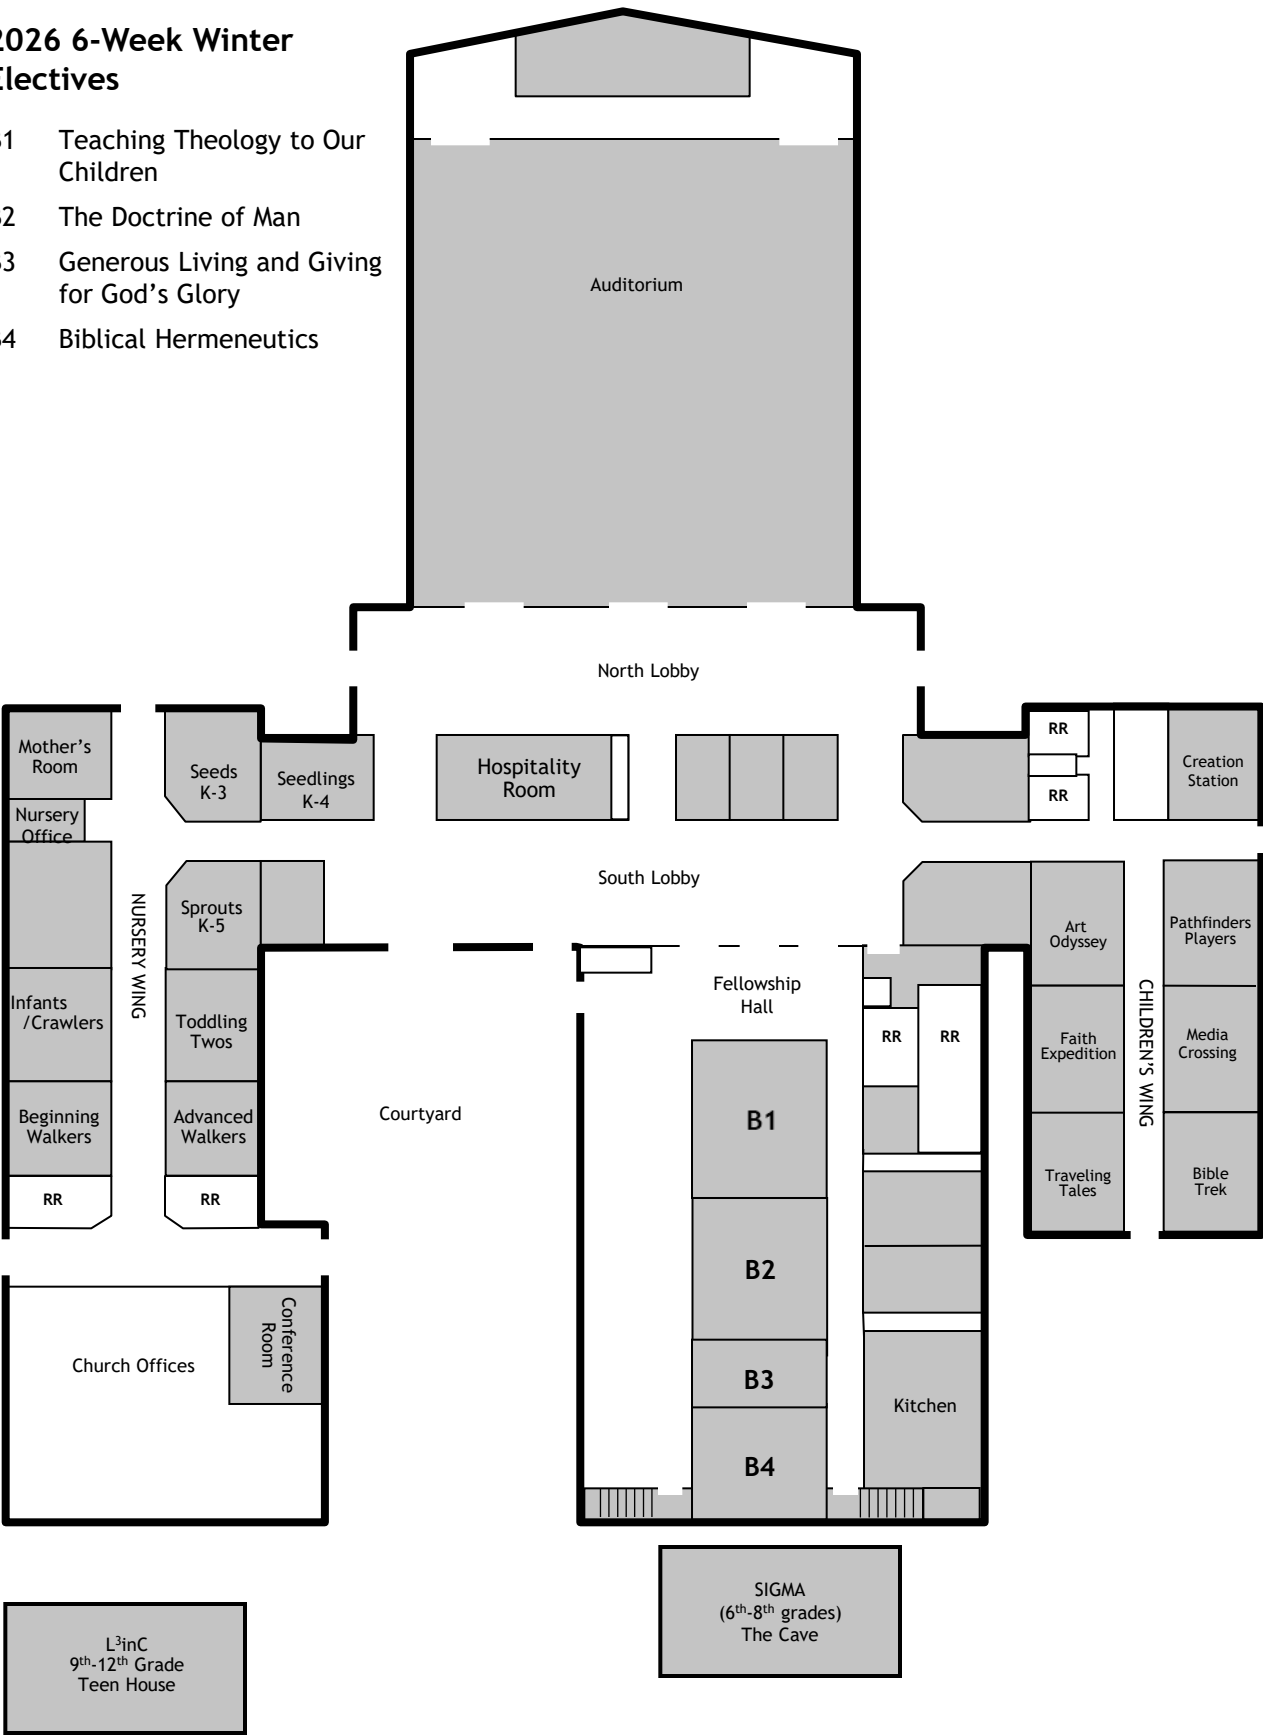 2026 6-Week Winter
Electives
B1 Teaching Theology to Our
Children
B2 The Doctrine of Man
B3 Generous Living and Giving
for God’s Glory
B4 Biblical Hermeneutics
Auditorium
North Lobby
Mother’s
Room
Nursery
Office
Seeds
K-3
Seedlings
K-4
Hospitality
Room
RR
RR
Creation
Station
South Lobby
Sprouts
K-5
NURSERY WING
Infants
/Crawlers
Toddling
Twos
Beginning
Walkers
Advanced
Walkers
RR
RR
Courtyard
Fellowship
Hall
RR
RR
Art
Odyssey
Pathfinders
Players
CHILDREN’S WING
Faith
Expedition
Media
Crossing
Traveling
Tales
Bible
Trek
B1
B2
B3
B4
Kitchen
Church Offices
Conference
Room
SIGMA
(6th-8th grades)
The Cave
L³inC
9th-12th Grade
Teen House